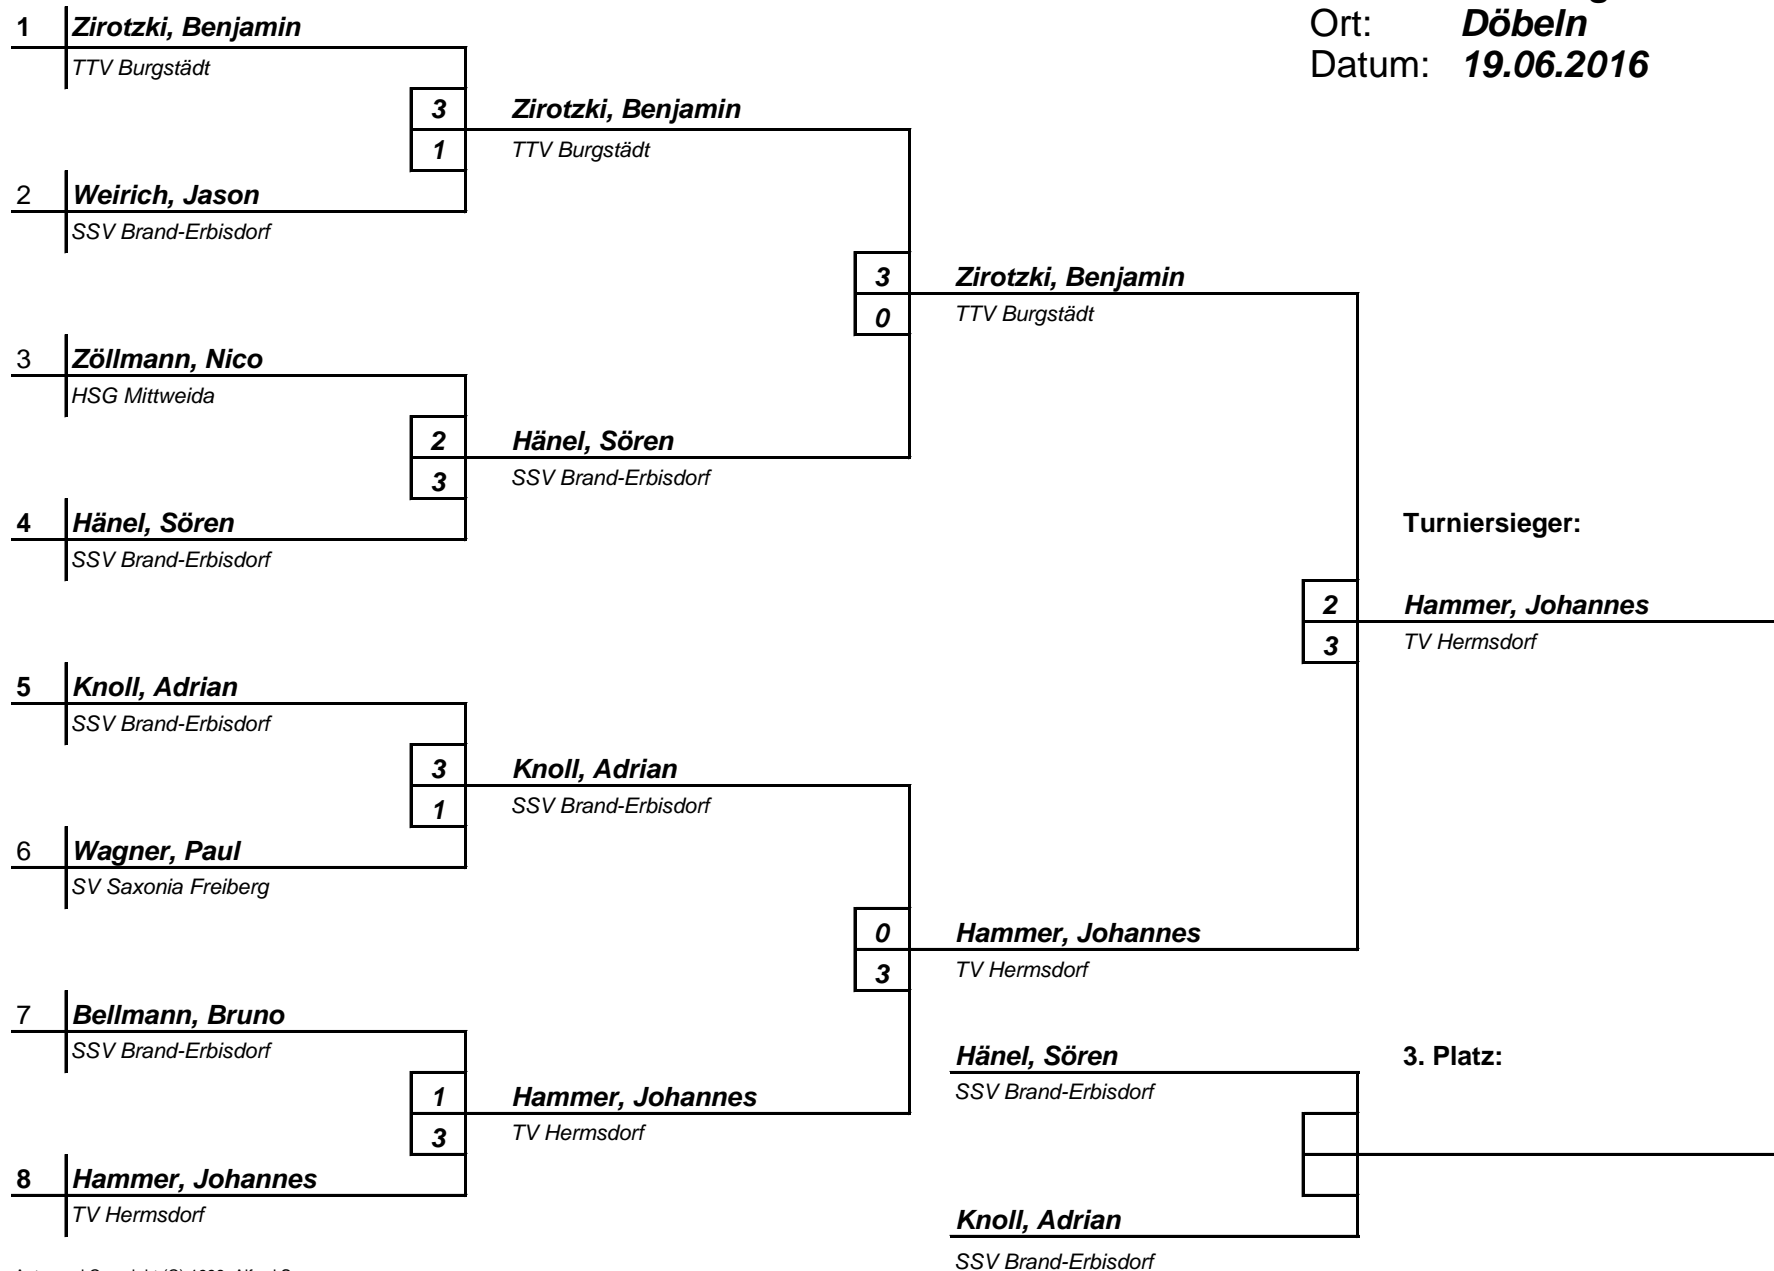 Ort: Döbeln
Datum: 19.06.2016
1 Zirotzki, Benjamin
TTV Burgstädt
3 Zirotzki, Benjamin
1 TTV Burgstädt
2 Weirich, Jason
SSV Brand-Erbisdorf
3 Zirotzki, Benjamin
0 TTV Burgstädt
3 Zöllmann, Nico
HSG Mittweida
2 Hänel, Sören
3 SSV Brand-Erbisdorf
4 Hänel, Sören
SSV Brand-Erbisdorf
Turniersieger:
2 Hammer, Johannes
3 TV Hermsdorf
5 Knoll, Adrian
SSV Brand-Erbisdorf
3 Knoll, Adrian
1 SSV Brand-Erbisdorf
6 Wagner, Paul
SV Saxonia Freiberg
0 Hammer, Johannes
3 TV Hermsdorf
7 Bellmann, Bruno
SSV Brand-Erbisdorf
1 Hammer, Johannes
3 TV Hermsdorf
8 Hammer, Johannes
TV Hermsdorf
Hänel, Sören
SSV Brand-Erbisdorf
3. Platz:
Knoll, Adrian
SSV Brand-Erbisdorf